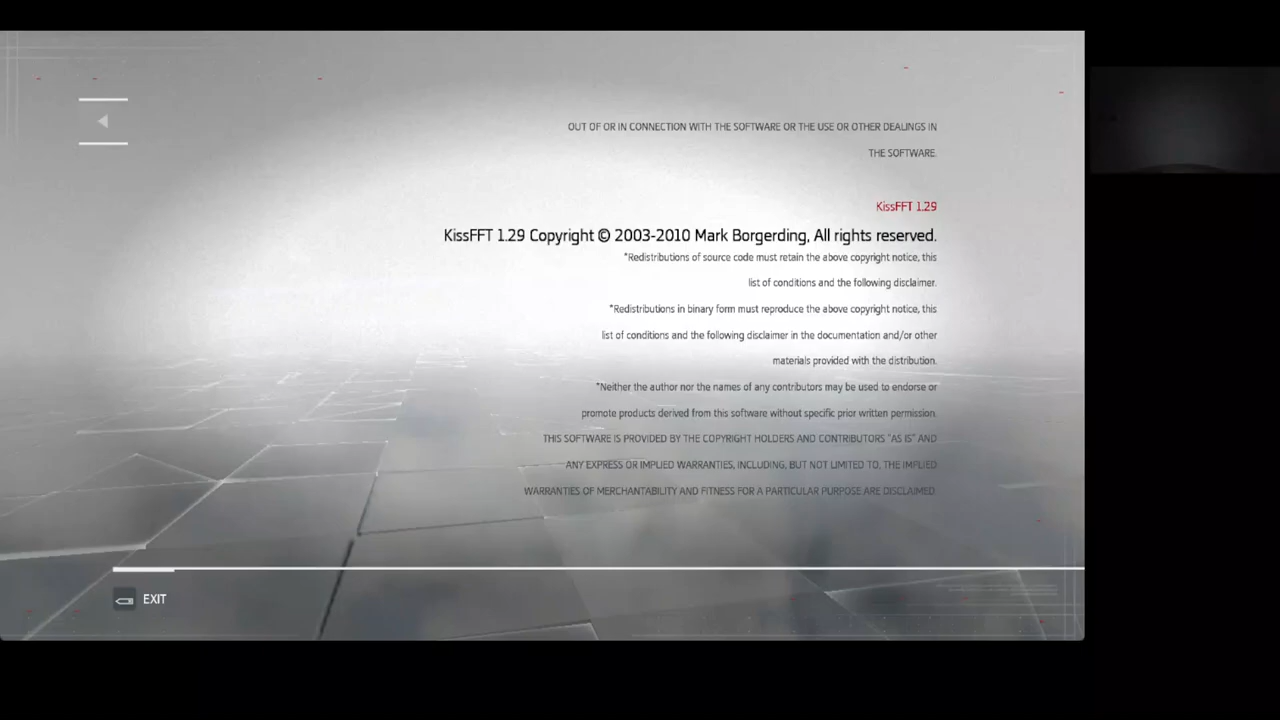 OUT OF OR IN CONNECTION WITH THE SOFTWARE OR THE USE OR OTHER DEALINGS IN
THE SOFTWARE.
KissFFT 1.29
KissFFT 1.29 Copyright © 2003-2010 Mark Borgerding, All rights reserved.
*Redistributions of source code must retain the above copyright notice, this
list of conditions and the following disclaimer.
*Redistributions in binary form must reproduce the above copyright notice, this
list of conditions and the following disclaimer in the documentation and/or other
materials provided with the distribution.
*Neither the author nor the names of any contributors may be used to endorse or
promote products derived from this software without specific prior written permission.
THIS SOFTWARE IS PROVIDED BY THE COPYRIGHT HOLDERS AND CONTRIBUTORS "AS IS" AND
ANY EXPRESS OR IMPLIED WARRANTIES, INCLUDING, BUT NOT LIMITED TO, THE IMPLIED
WARRANTIES OF MERCHANTABILITY AND FITNESS FOR A PARTICULAR PURPOSE ARE DISCLAIMED.
EXIT